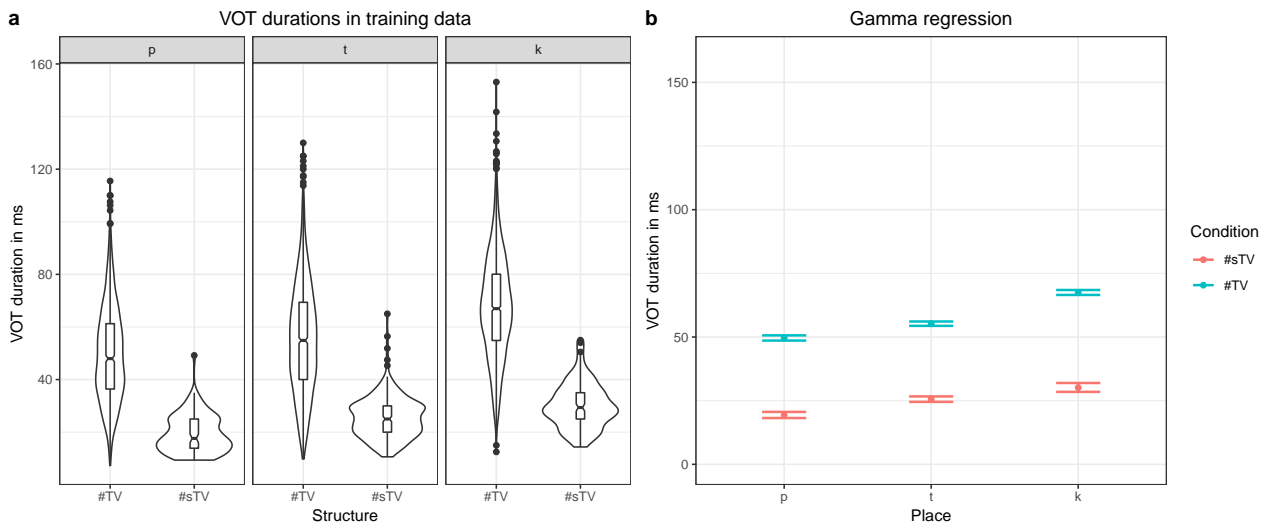 a
VOT durations in training data
p
t
k
VOT duration in ms
160
120
80
40
#TV
#sTV
#TV
#sTV
#TV
#sTV
Structure
b
Gamma regression
VOT duration in ms
150
100
50
0
p
t
k
Place
Condition
#sTV
#TV